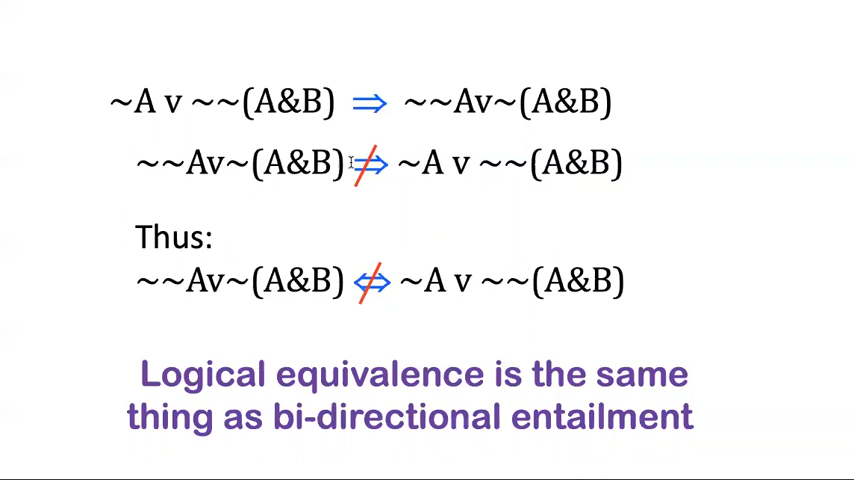 ~A v ~~(A&B) ⇒ ~~Av~(A&B)
~~Av~(A&B) ⇏ ~A v ~~(A&B)
Thus:
~~Av~(A&B) ⇎ ~A v ~~(A&B)
Logical equivalence is the same
thing as bi-directional entailment